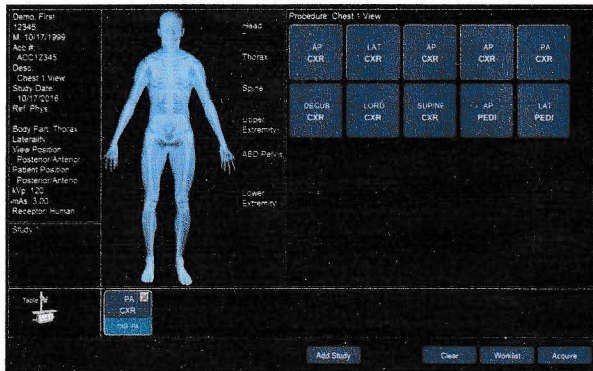 Demo, First
12345
M 10/17/1999
Acc #:
ACC12345
Desc:
Chest 1 View
Study Date:
10/17/2016
Ref Phys:
Body Part: Thorax
Laterality:
View Position
Posterior/Anterior
Patient Position
Posterior/Anterio
kVp: 120
mAs: 3.00
Receptor: Human
Study
Head
Thorax
Spine
Upper
Extremity
ABD Pelvis
Lower
Extremity
Procedure: Chest 1 View
AP
CXR
LAT
CXR
AP
CXR
AP
CXR
PA
CXR
DECUB
CXR
LORD
CXR
SUPINE
CXR
AP
PEDI
LAT
PEDI
Table
PA
CXR
Add Study
Clear
Worklist
Acquire